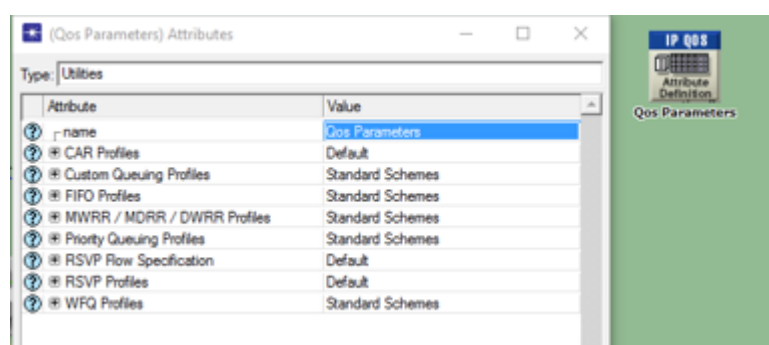 (Qos Parameters) Attributes
Type: Utilities
Attribute Value
name Qos Parameters
CAR Profiles Default
Custom Queuing Profiles Standard Schemes
FIFO Profiles Standard Schemes
MWRR / MDRR / DWRR Profiles Standard Schemes
Priority Queuing Profiles Standard Schemes
RSVP Flow Specification Default
RSVP Profiles Default
WFQ Profiles Standard Schemes
IP QOS
Attribute
Definition
Qos Parameters